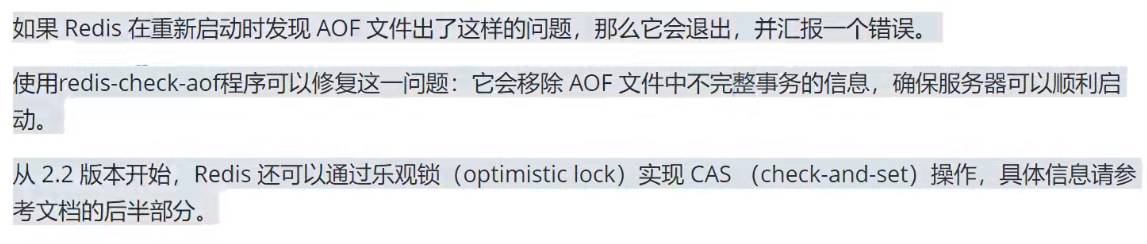 如果 Redis 在重新启动时发现 AOF 文件出了这样的问题，那么它会退出，并汇报一个错误。
使用redis-check-aof程序可以修复这一问题：它会移除 AOF 文件中不完整事务的信息，确保服务器可以顺利启
动。
从 2.2 版本开始，Redis 还可以通过乐观锁（optimistic lock）实现 CAS （check-and-set）操作，具体信息请参
考文档的后半部分。